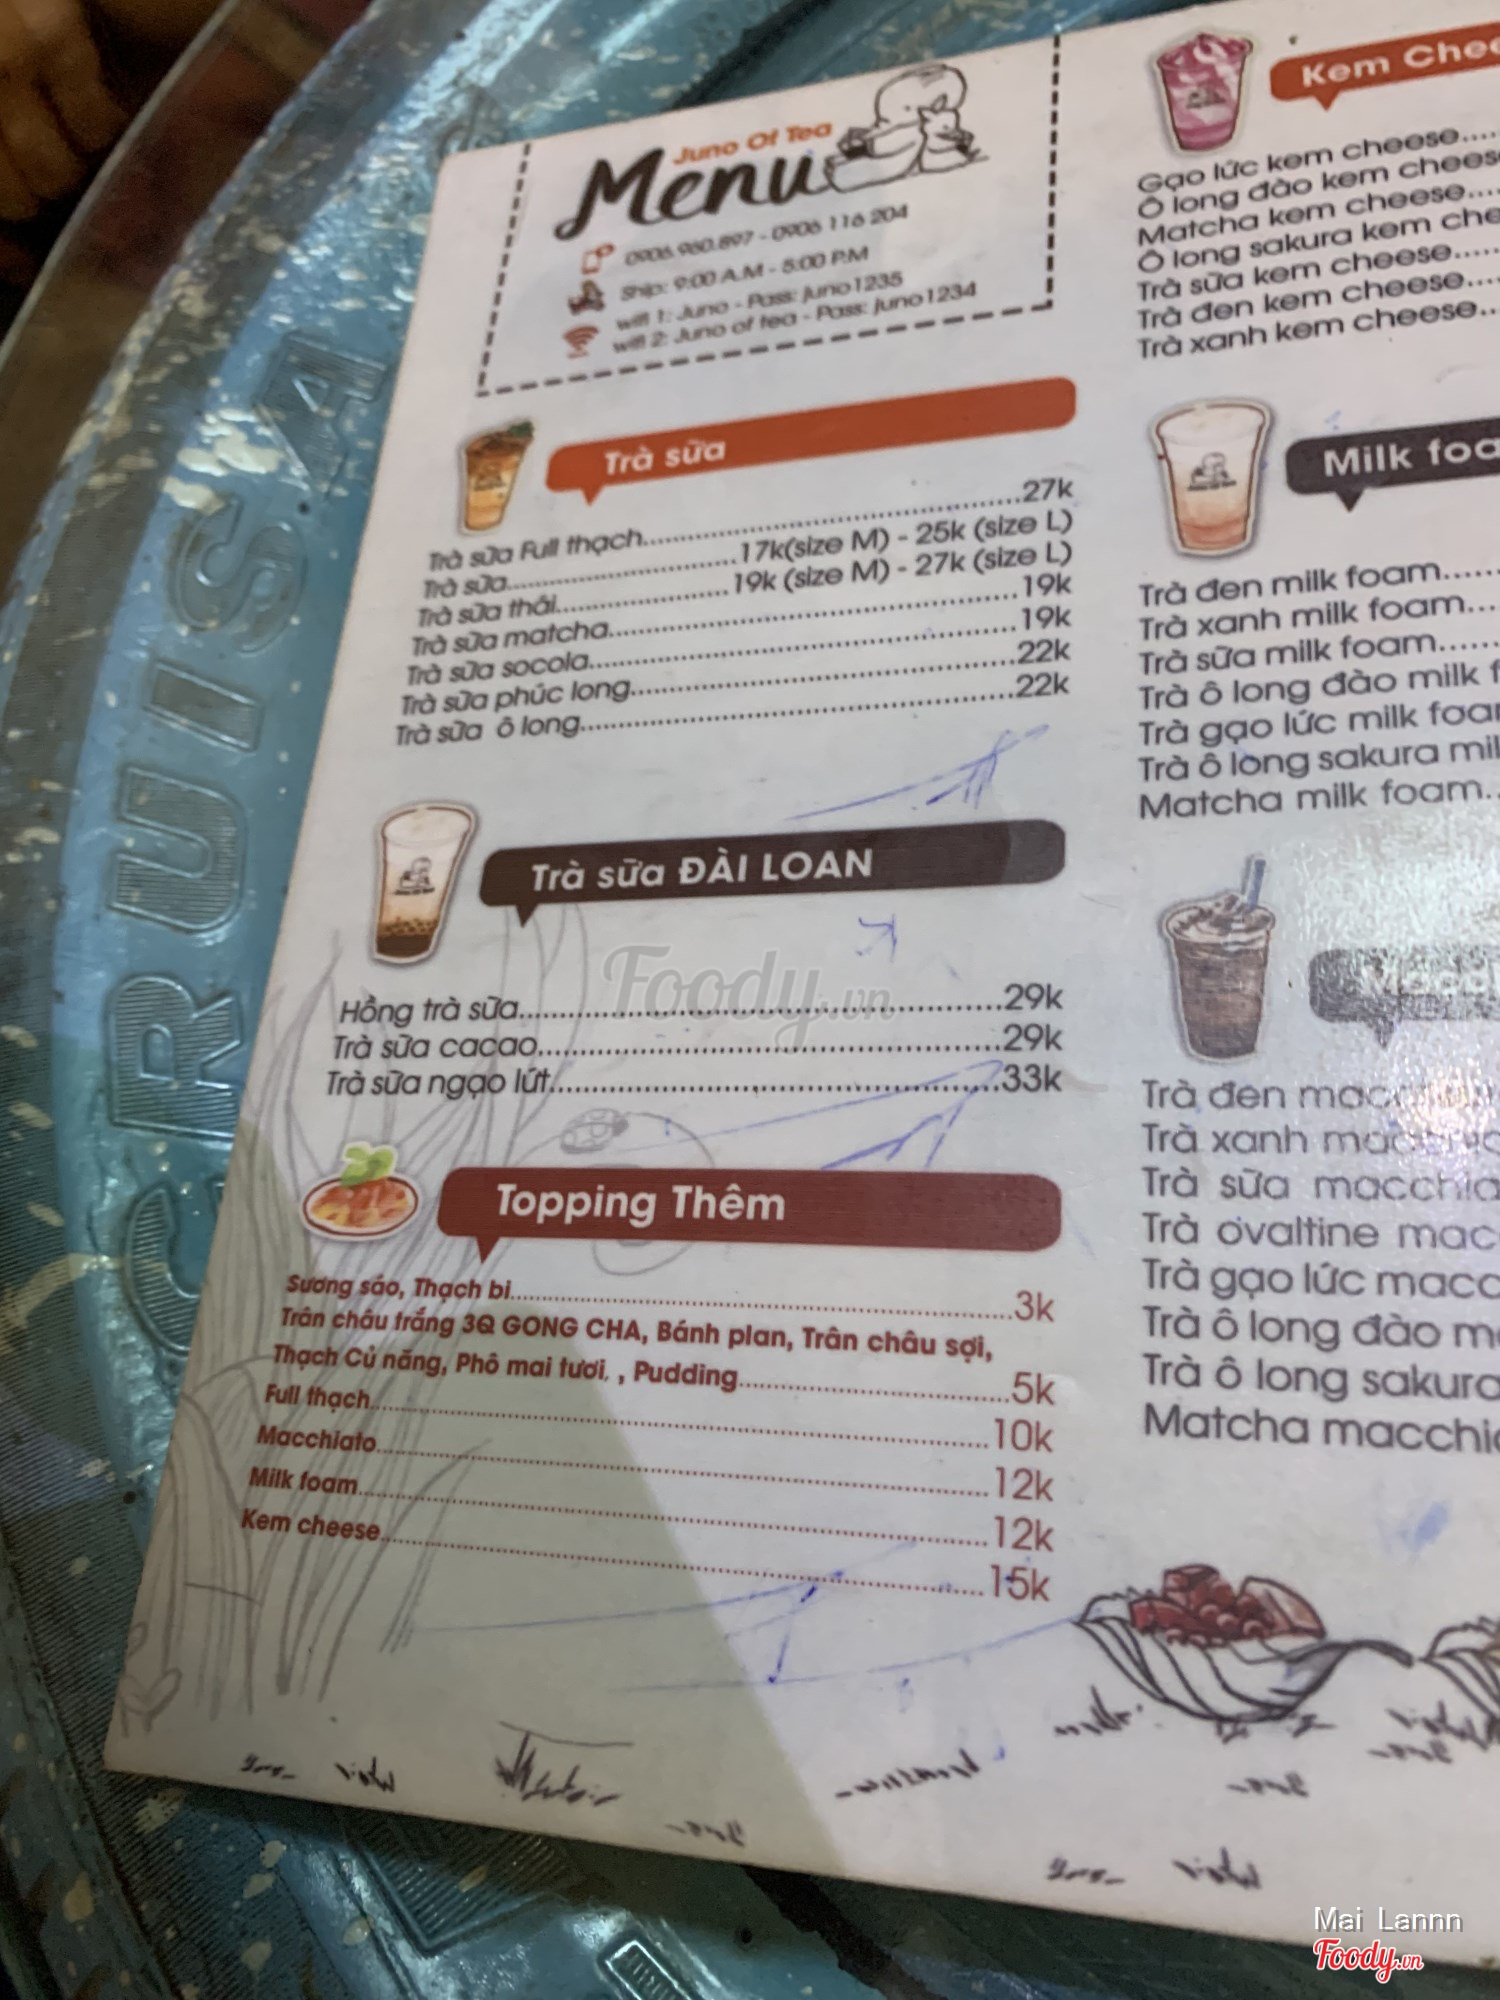 Juno Of Tea
Menu
0906.960.897 - 0906 116 204
Ship: 9:00 A.M - 5:00 P.M
wifi 1: Juno - Pass: juno1235
wifi 2: Juno of tea - Pass: juno1234
Trà sữa
Trà sữa Full thạch...27k
Trà sữa...17k(size M) - 25k (size L)
Trà sữa thái...19k (size M) - 27k (size L)
Trà sữa matcha...19k
Trà sữa socola...19k
Trà sữa phúc long...22k
Trà sữa ô long...22k
Trà sữa ĐÀI LOAN
Hồng trà sữa...29k
Trà sữa cacao...29k
Trà sữa ngạo lứt...33k
Topping Thêm
Sương sáo, Thạch bi...3k
Trân châu trắng 3Q GONG CHA, Bánh plan, Trân châu sợi,
Thạch Củ năng, Phô mai tươi, , Pudding...5k
Full thạch...10k
Macchiato...12k
Milk foam...12k
Kem cheese...15k
Kem Chee
Gạo lức kem cheese...
Ô long đào kem chees
Matcha kem cheese...
Ô long sakura kem che
Trà sữa kem cheese...
Trà đen kem cheese...
Trà xanh kem cheese...
Milk foa
Trà đen milk foam...
Trà xanh milk foam...
Trà sữa milk foam...
Trà ô long đào milk f
Trà gạo lức milk foa
Trà ô long sakura mil
Matcha milk foam...
Trà đen
Trà xanh
Trà sữa macchia
Trà ovaltine mac
Trà gạo lức macc
Trà ô long đào m
Trà ô long sakura
Matcha macchi
CRUISA
Foody.vn
Mai Lannn
Foody.vn